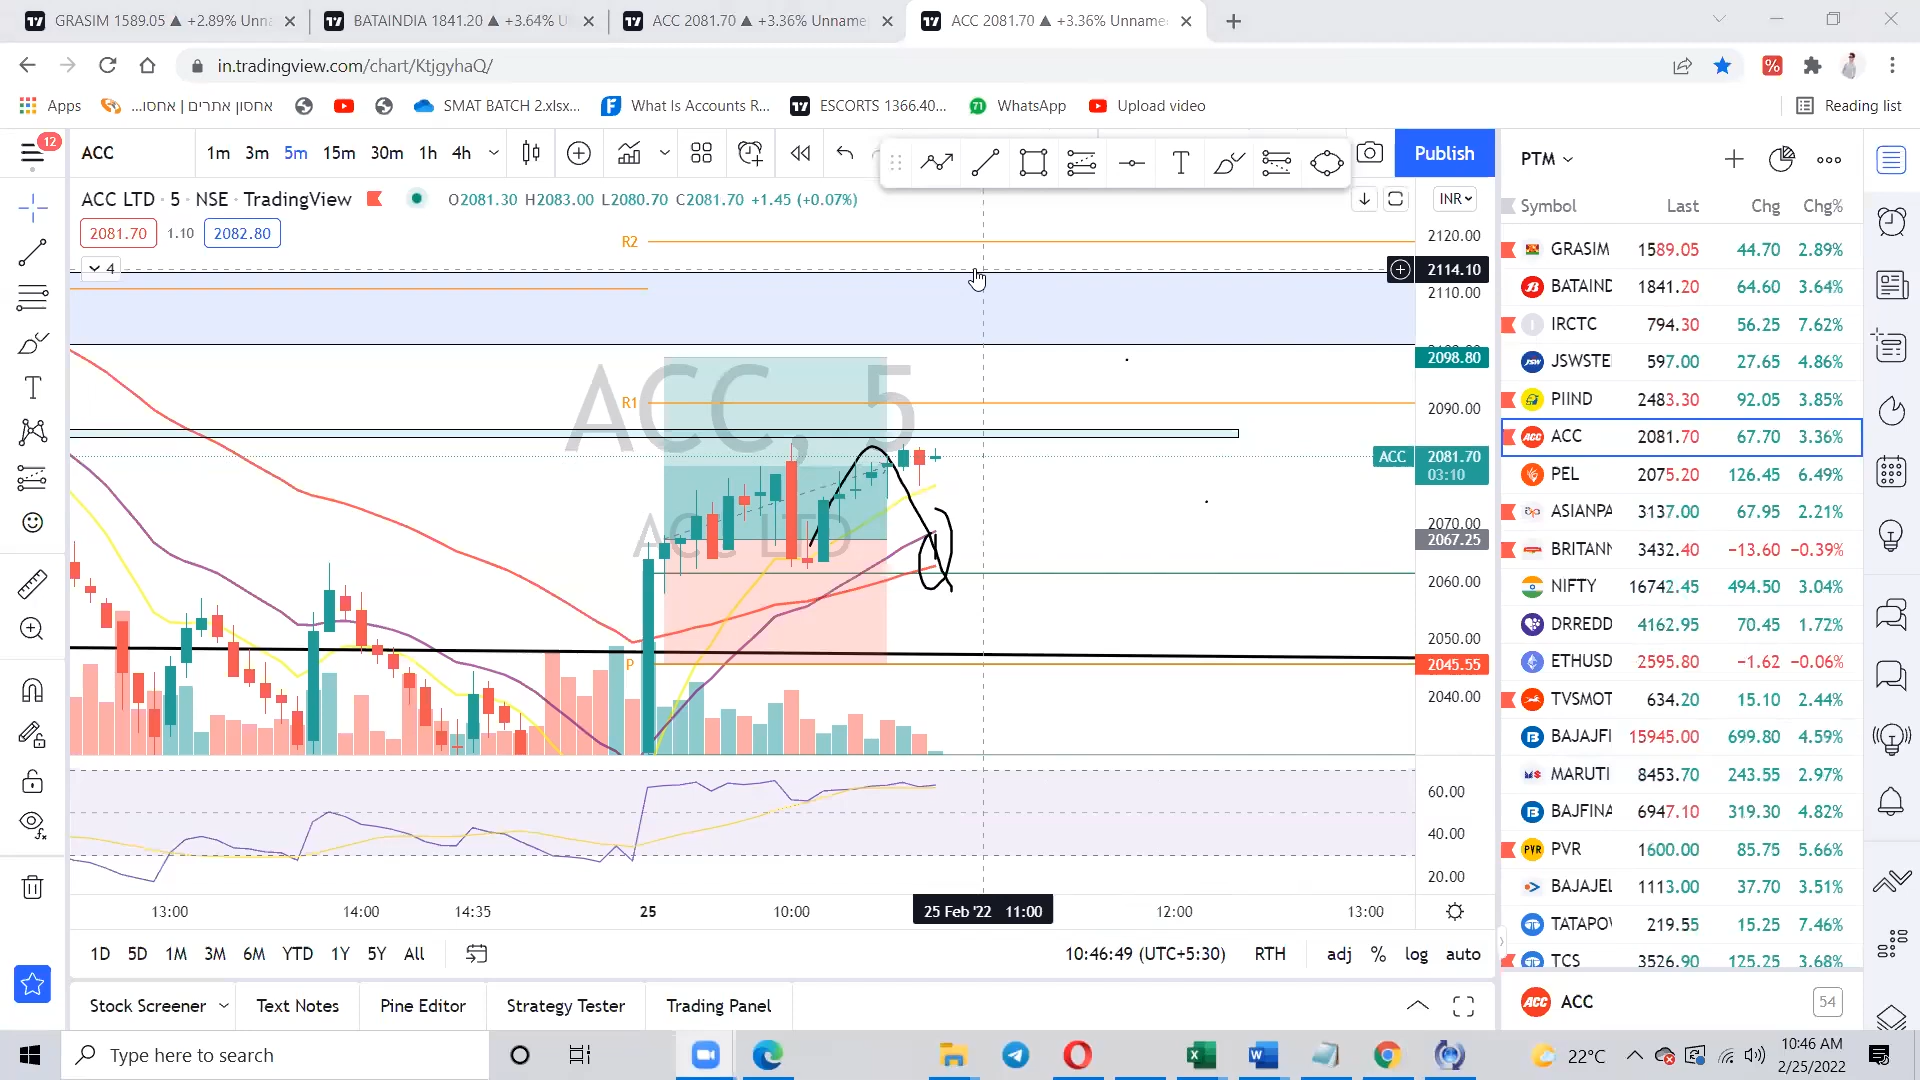 GRASIM 1589.05 ▲ +2.89% Unna
BATAINDIA 1841.20 ▲ +3.64% U
ACC 2081.70 ▲ +3.36% Unname
ACC 2081.70 ▲ +3.36% Unname
in.tradingview.com/chart/KtjgyhaQ/
Apps
אחסון אתרים | אחסו...
SMAT BATCH 2.xlsx...
What Is Accounts R...
ESCORTS 1366.40...
WhatsApp
Upload video
Reading list
12
ACC
1m 3m 5m 15m 30m 1h 4h
Publish
PTM
ACC LTD · 5 · NSE · TradingView
O2081.30 H2083.00 L2080.70 C2081.70 +1.45 (+0.07%)
INR
2081.70 1.10 2082.80
4
R2
R1
P
ACC, 5
ACC LTD
2120.00
2114.10
2110.00
2098.80
2090.00
ACC 2081.70
03:10
2070.00
2067.25
2060.00
2050.00
2045.55
2040.00
60.00
40.00
20.00
13:00 14:00 14:35 25 10:00 25 Feb '22 11:00 12:00 13:00
1D 5D 1M 3M 6M YTD 1Y 5Y All
10:46:49 (UTC+5:30) RTH adj % log auto
Stock Screener Text Notes Pine Editor Strategy Tester Trading Panel
Symbol Last Chg Chg%
GRASIM 1589.05 44.70 2.89%
BATAIND 1841.20 64.60 3.64%
IRCTC 794.30 56.25 7.62%
JSWSTE 597.00 27.65 4.86%
PIIND 2483.30 92.05 3.85%
ACC 2081.70 67.70 3.36%
PEL 2075.20 126.45 6.49%
ASIANPA 3137.00 67.95 2.21%
BRITANN 3432.40 −13.60 −0.39%
NIFTY 16742.45 494.50 3.04%
DRREDD 4162.95 70.45 1.72%
ETHUSD 2595.80 −1.62 −0.06%
TVSMOT 634.20 15.10 2.44%
BAJAJFI 15945.00 699.80 4.59%
MARUTI 8453.70 243.55 2.97%
BAJFINA 6947.10 319.30 4.82%
PVR 1600.00 85.75 5.66%
BAJAJEL 1113.00 37.70 3.51%
TATAPOV 219.55 15.25 7.46%
TCS 3526.90 125.25 3.68%
ACC 54
Type here to search
22°C
10:46 AM
2/25/2022